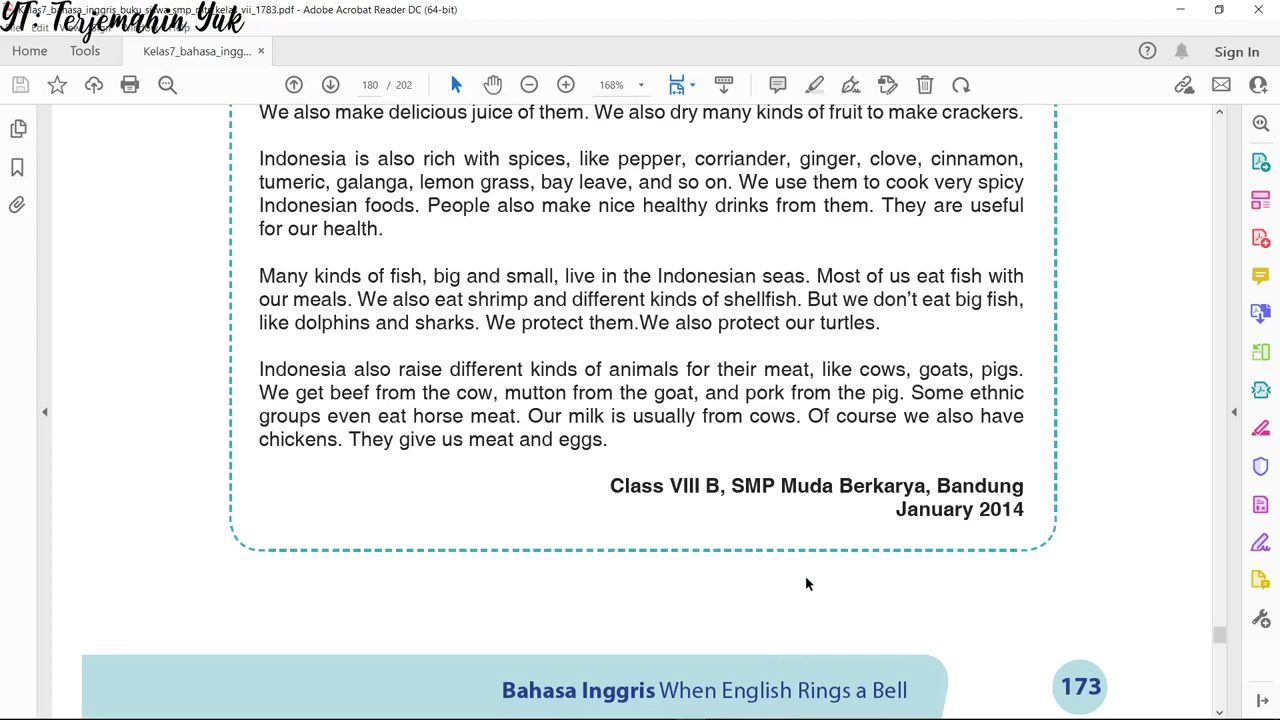 YT: Terjemahin Yuk
Kelas7_bahasa_inggris_buku_siswa_smp_mts_kelas_vii_1783.pdf - Adobe Acrobat Reader DC (64-bit)
Home Tools Kelas7_bahasa_ingg... × Sign In
180 / 202 168%
We also make delicious juice of them. We also dry many kinds of fruit to make crackers.
Indonesia is also rich with spices, like pepper, corriander, ginger, clove, cinnamon,
tumeric, galanga, lemon grass, bay leave, and so on. We use them to cook very spicy
Indonesian foods. People also make nice healthy drinks from them. They are useful
for our health.
Many kinds of fish, big and small, live in the Indonesian seas. Most of us eat fish with
our meals. We also eat shrimp and different kinds of shellfish. But we don't eat big fish,
like dolphins and sharks. We protect them.We also protect our turtles.
Indonesia also raise different kinds of animals for their meat, like cows, goats, pigs.
We get beef from the cow, mutton from the goat, and pork from the pig. Some ethnic
groups even eat horse meat. Our milk is usually from cows. Of course we also have
chickens. They give us meat and eggs.
Class VIII B, SMP Muda Berkarya, Bandung
January 2014
Bahasa Inggris When English Rings a Bell 173